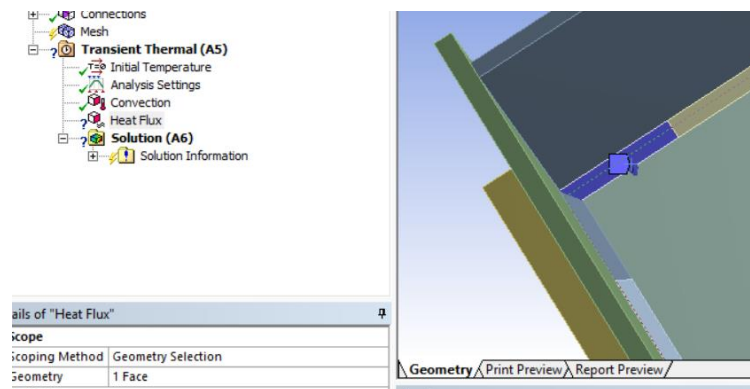 Connections
Mesh
Transient Thermal (A5)
T=0 Initial Temperature
Analysis Settings
Convection
Heat Flux
Solution (A6)
Solution Information
ails of "Heat Flux"
Scope
Scoping Method Geometry Selection
Geometry 1 Face
Geometry Print Preview Report Preview